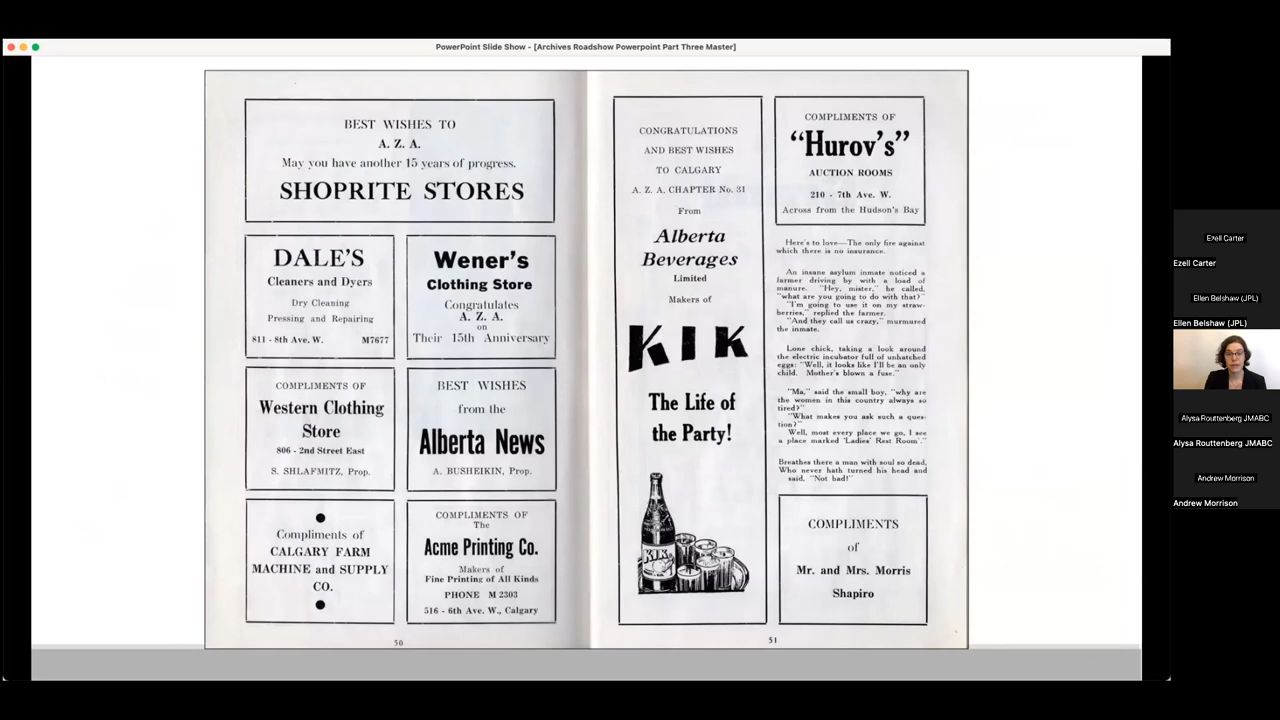 PowerPoint Slide Show - [Archives Roadshow Powerpoint Part Three Master]
BEST WISHES TO
A. Z. A.
May you have another 15 years of progress.
SHOPRITE STORES
DALE'S
Cleaners and Dyers
Dry Cleaning
Pressing and Repairing
811 - 8th Ave. W. M7677
Wener's
Clothing Store
Congratulates
A. Z. A.
on
Their 15th Anniversary
COMPLIMENTS OF
Western Clothing
Store
806 - 2nd Street East
S. SHLAFMITZ, Prop.
BEST WISHES
from the
Alberta News
A. BUSHEIKIN, Prop.
Compliments of
CALGARY FARM
MACHINE and SUPPLY
CO.
COMPLIMENTS OF
The
Acme Printing Co.
Makers of
Fine Printing of All Kinds
PHONE M 2303
516 - 6th Ave. W., Calgary
50
CONGRATULATIONS
AND BEST WISHES
TO CALGARY
A. Z. A. CHAPTER No. 31
From
Alberta
Beverages
Limited
Makers of
KIK
The Life of
the Party!
KIK
COMPLIMENTS OF
"Hurov's"
AUCTION ROOMS
210 - 7th Ave. W.
Across from the Hudson's Bay
Here's to love—The only fire against
which there is no insurance.
An insane asylum inmate noticed a
farmer driving by with a load of
manure. "Hey, mister," he called,
"what are you going to do with that?"
"I'm going to use it on my straw-
berries," replied the farmer.
"And they call us crazy," murmured
the inmate.
Lone chick, taking a look around
the electric incubator full of unhatched
eggs: "Well, it looks like I'll be an only
child. Mother's blown a fuse."
"Ma," said the small boy, "why are
the women in this country always so
tired?"
"What makes you ask such a ques-
tion?"
Well, most every place we go, I see
a place marked 'Ladies' Rest Room'."
Breathes there a man with soul so dead,
Who never hath turned his head and
said, "Not bad!"
COMPLIMENTS
of
Mr. and Mrs. Morris
Shapiro
51
Ezell Carter
Ezell Carter
Ellen Belshaw (JPL)
Ellen Belshaw (JPL)
Alysa Routtenberg JMABC
Alysa Routtenberg JMABC
Andrew Morrison
Andrew Morrison